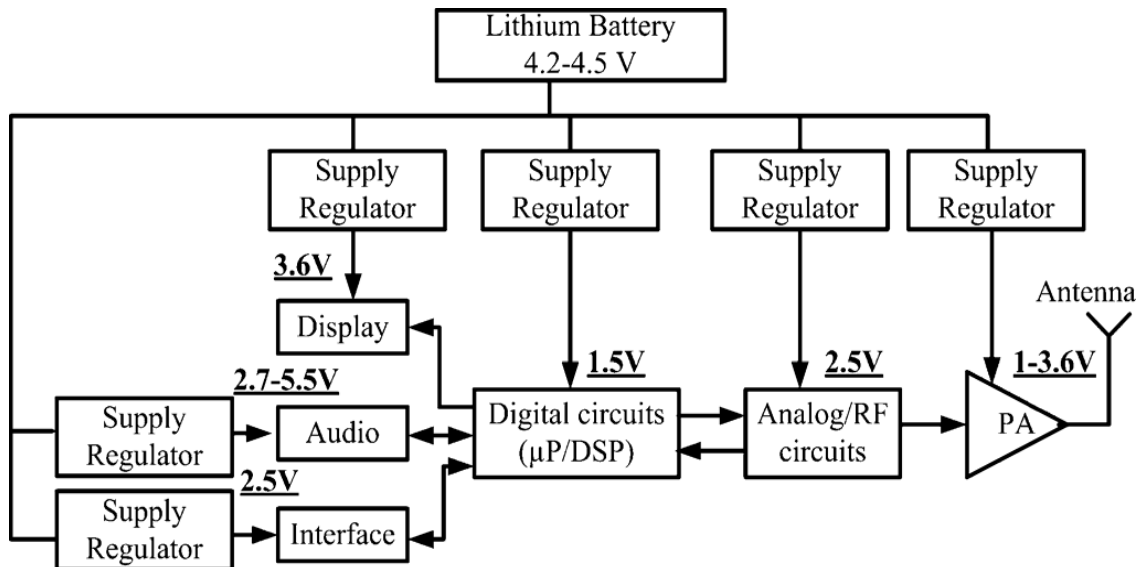 Lithium Battery
4.2-4.5 V
Supply
Regulator
Supply
Regulator
Supply
Regulator
Supply
Regulator
3.6V
Antenna
Display
1.5V
2.5V
1-3.6V
2.7-5.5V
Supply
Regulator
Audio
Digital circuits
(µP/DSP)
Analog/RF
circuits
PA
2.5V
Supply
Regulator
Interface